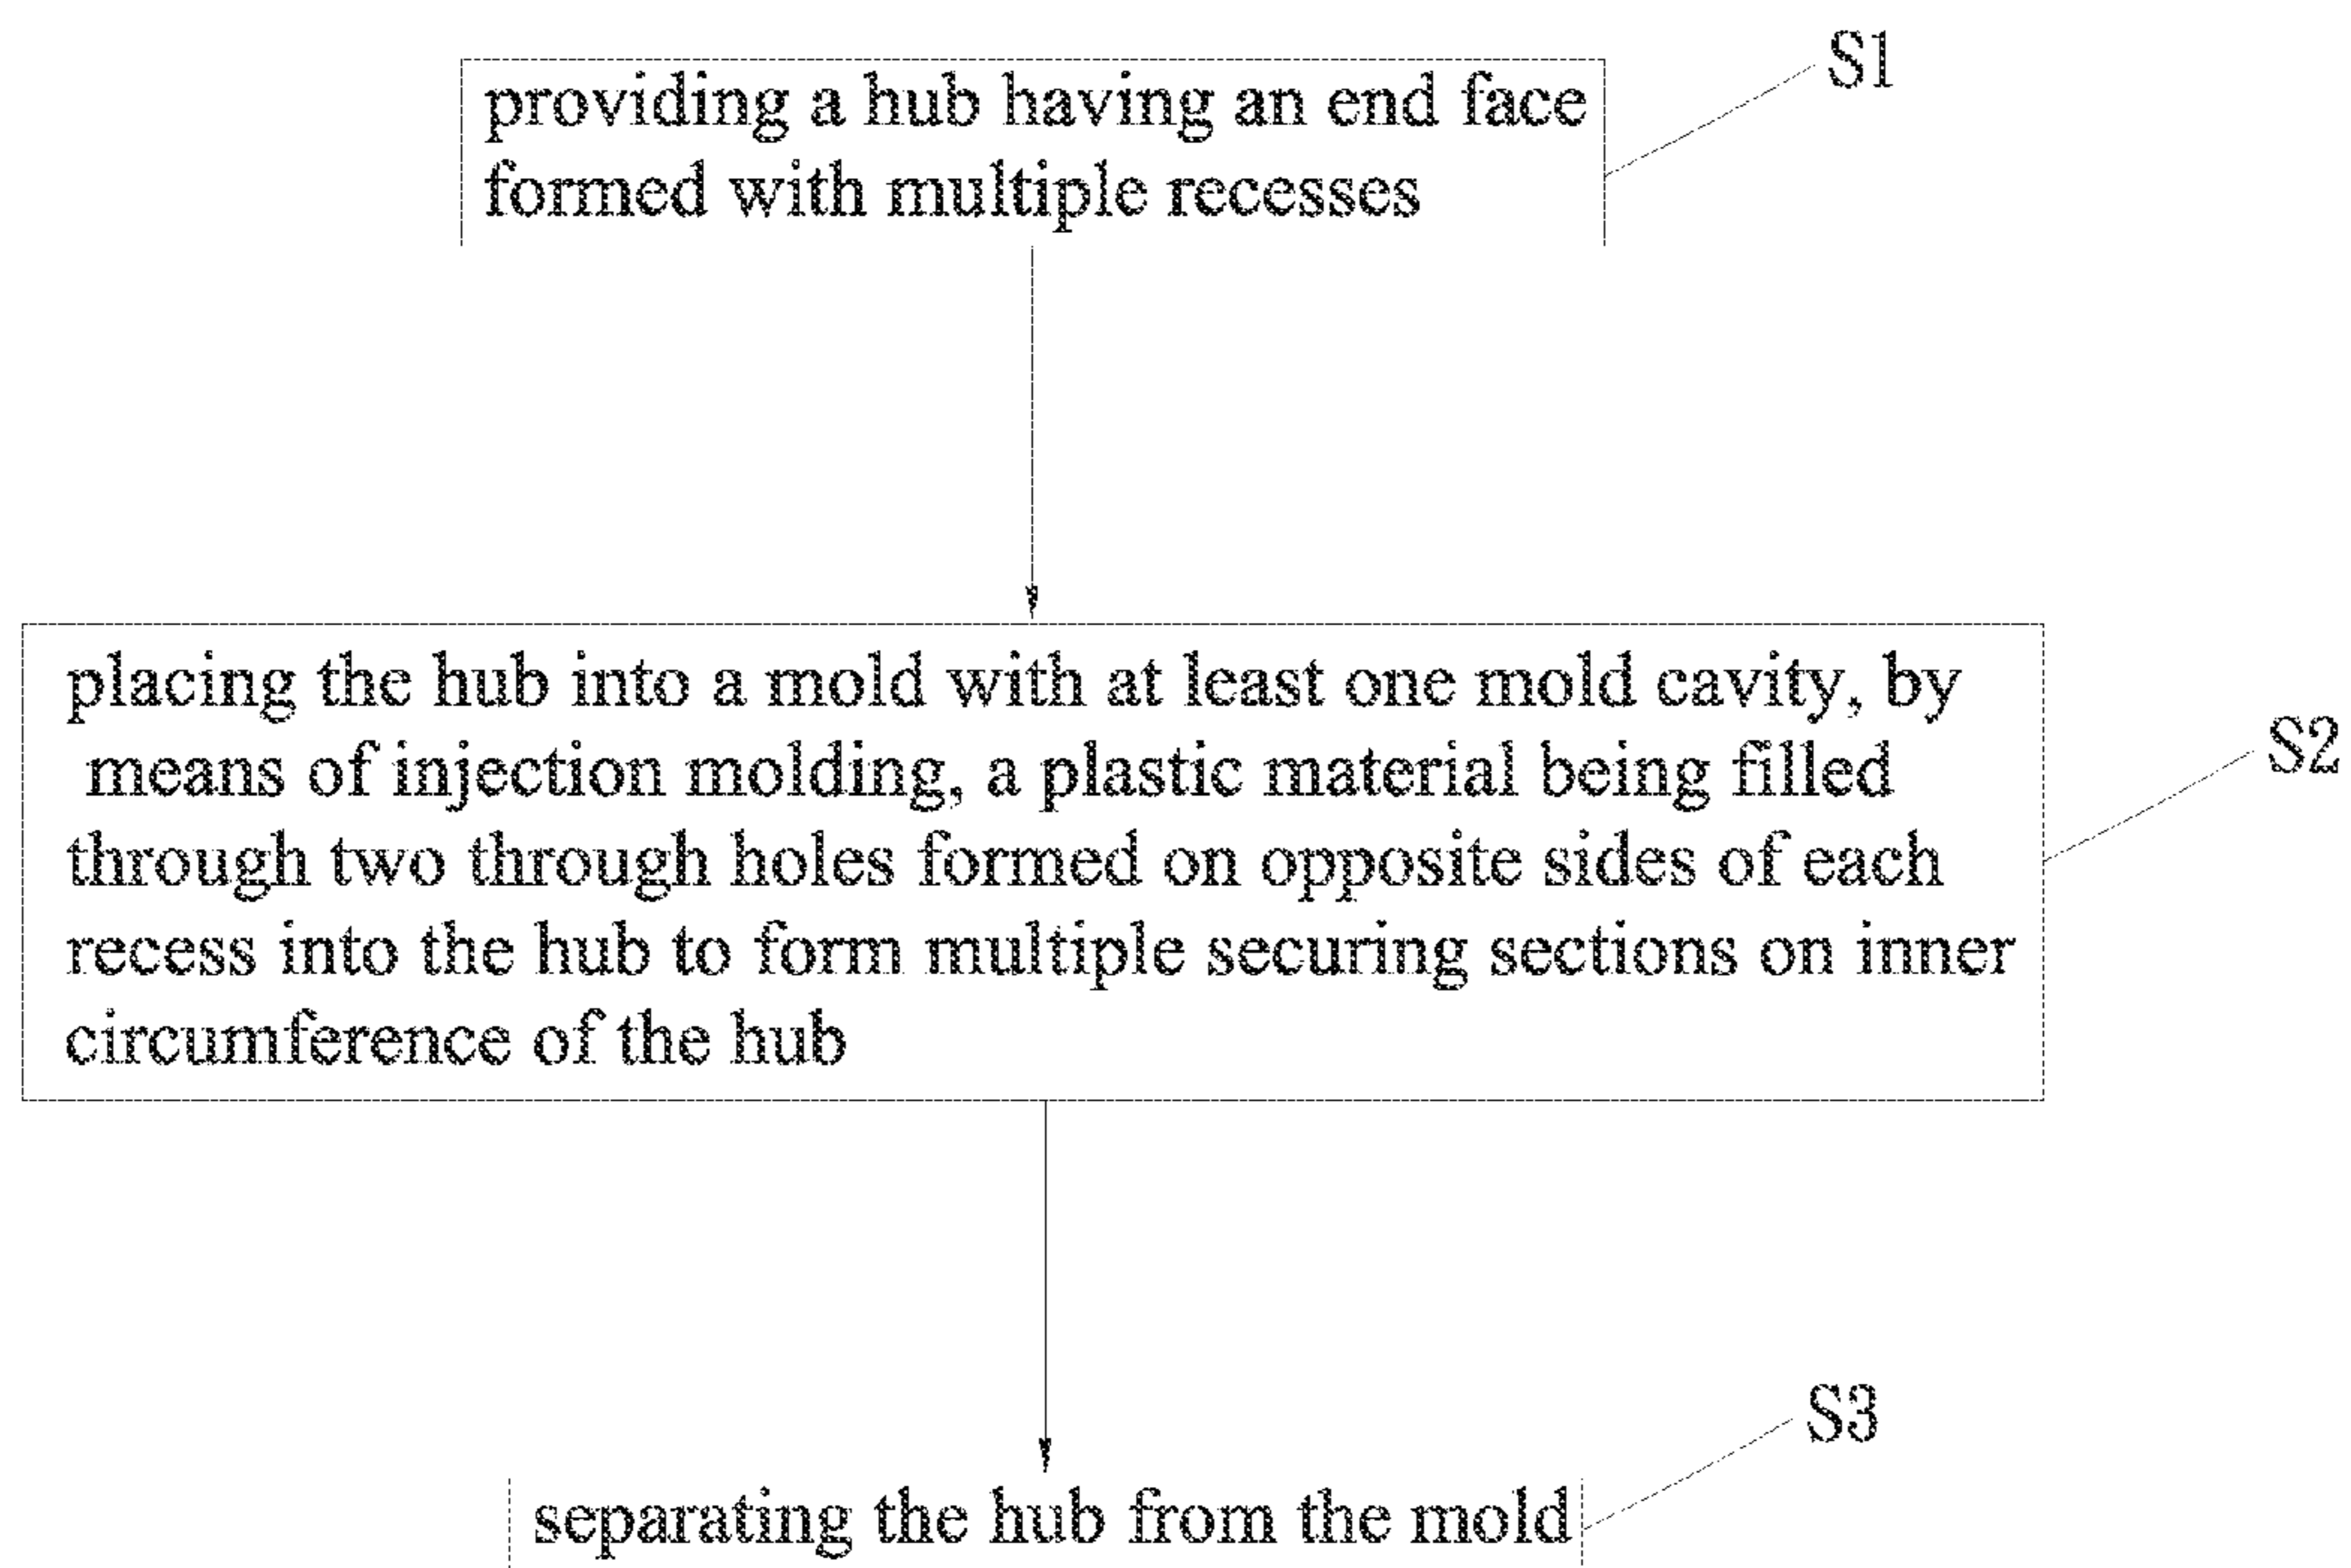 S1
providing a hub having an end face
formed with multiple recesses
placing the hub into a mold with at least one mold cavity, by
means of injection molding, a plastic material being filled
S2
through two through holes formed on opposite sides of each
recess into the hub to form multiple securing sections on inner
circumference of the hub
S3
separating the hub from the mold